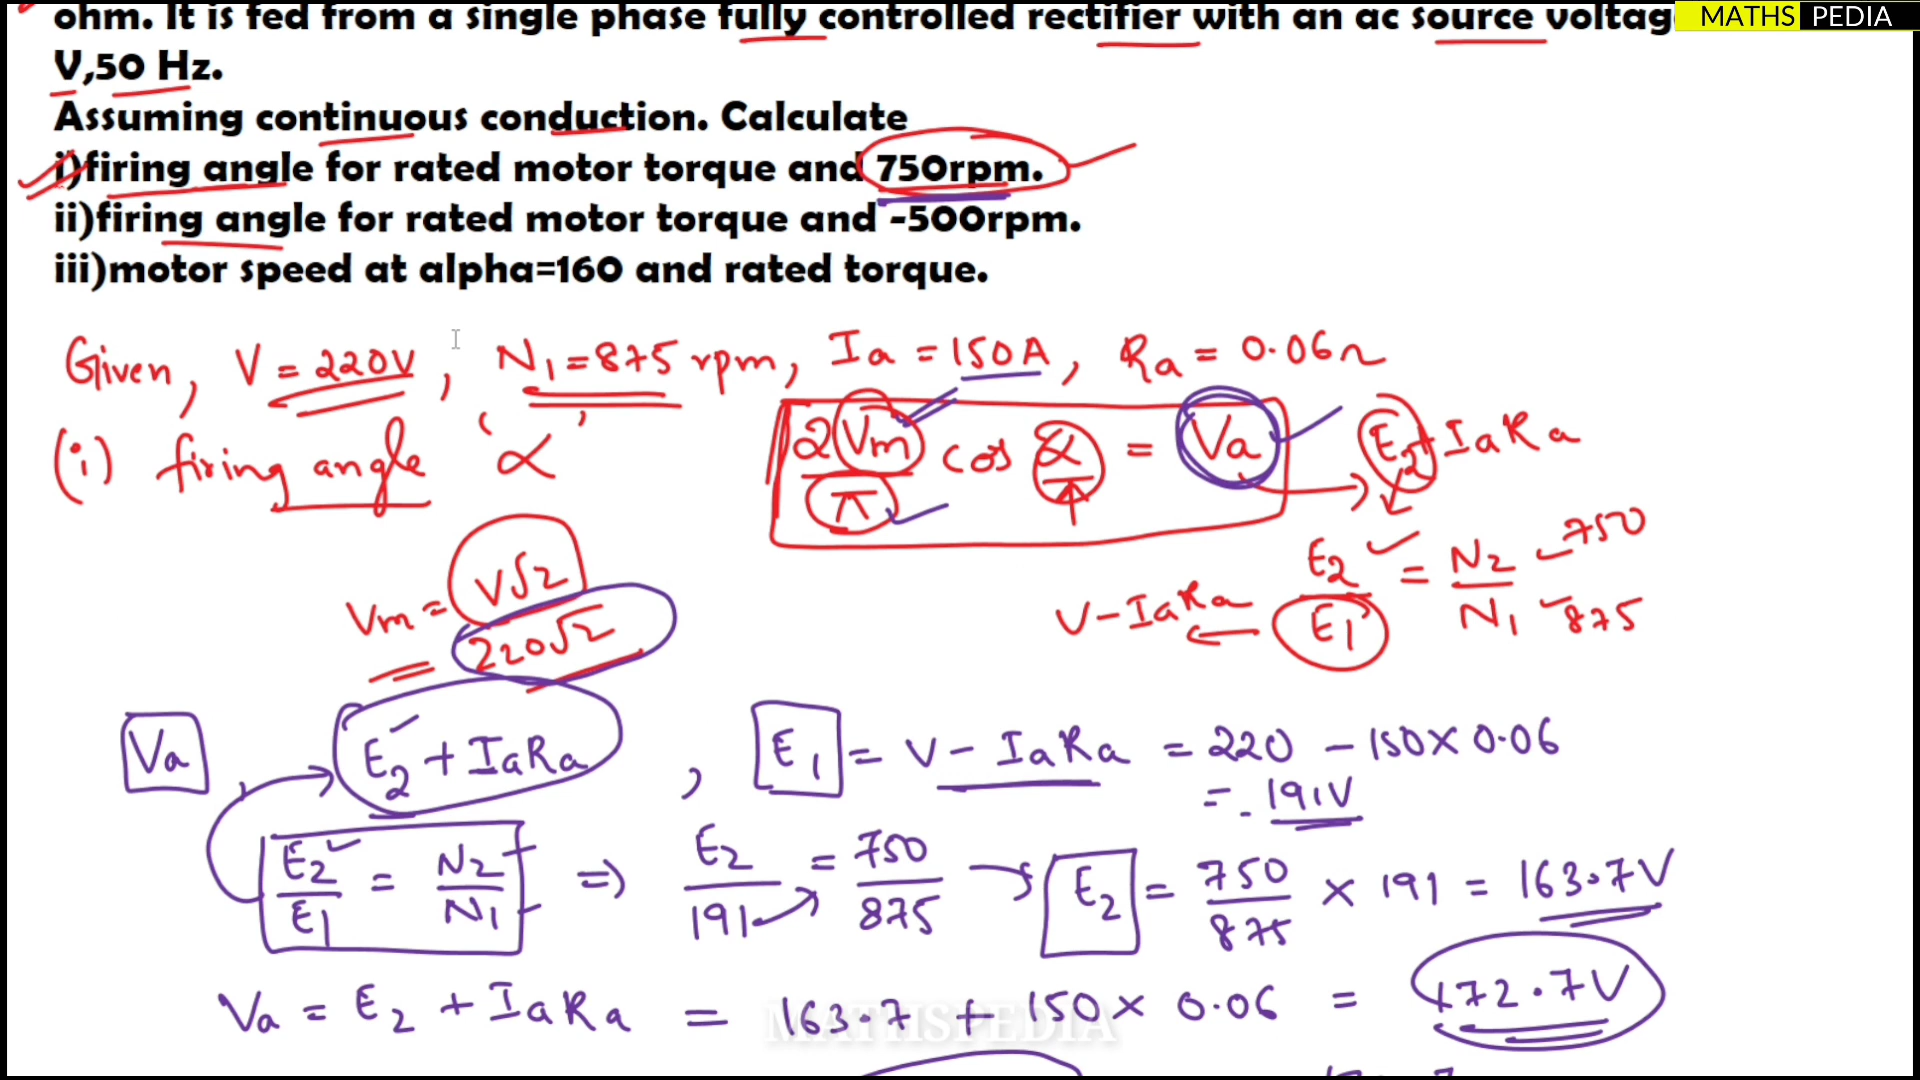 ohm. It is fed from a single phase fully controlled rectifier with an ac source voltag
MATHS PEDIA
V,50 Hz.
Assuming continuous conduction. Calculate
i)firing angle for rated motor torque and 750rpm.
ii)firing angle for rated motor torque and -500rpm.
iii)motor speed at alpha=160 and rated torque.
Given, V = 220V, N1 = 875 rpm, Ia = 150A, Ra = 0.06Ω
(i) firing angle 'α'
2Vm/π cos α = Va → E2 + IaRa
Vm = V√2
220√2
E2/E1 = N2/N1 750 875
V - IaRa ← E1
Va, E2 + IaRa, E1 = V - IaRa = 220 - 150 x 0.06
= 191V
E2/E1 = N2/N1 ⇒ E2/191 = 750/875 → E2 = 750/875 x 191 = 163.7V
Va = E2 + IaRa = 163.7 + 150 x 0.06 = 172.7V
MATHSPEDIA